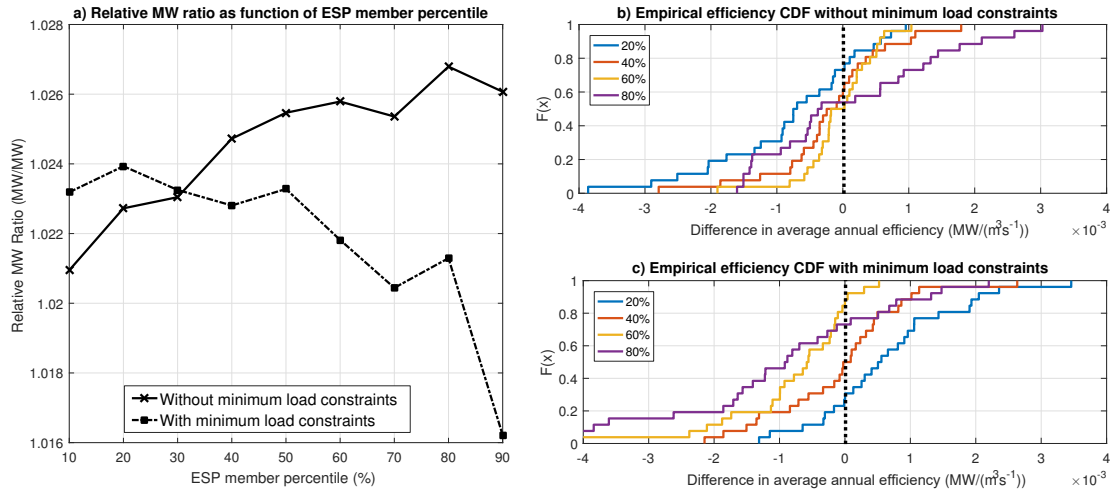 a) Relative MW ratio as function of ESP member percentile
Relative MW Ratio (MW/MW)
1.028
1.026
1.024
1.022
1.02
1.018
1.016
Without minimum load constraints
With minimum load constraints
10 20 30 40 50 60 70 80 90
ESP member percentile (%)
b) Empirical efficiency CDF without minimum load constraints
F(x)
1
0.8
0.6
0.4
0.2
0
20%
40%
60%
80%
-4 -3 -2 -1 0 1 2 3 4
Difference in average annual efficiency (MW/(m³s⁻¹))
×10⁻³
c) Empirical efficiency CDF with minimum load constraints
F(x)
1
0.8
0.6
0.4
0.2
0
20%
40%
60%
80%
-4 -3 -2 -1 0 1 2 3 4
Difference in average annual efficiency (MW/(m³s⁻¹))
×10⁻³